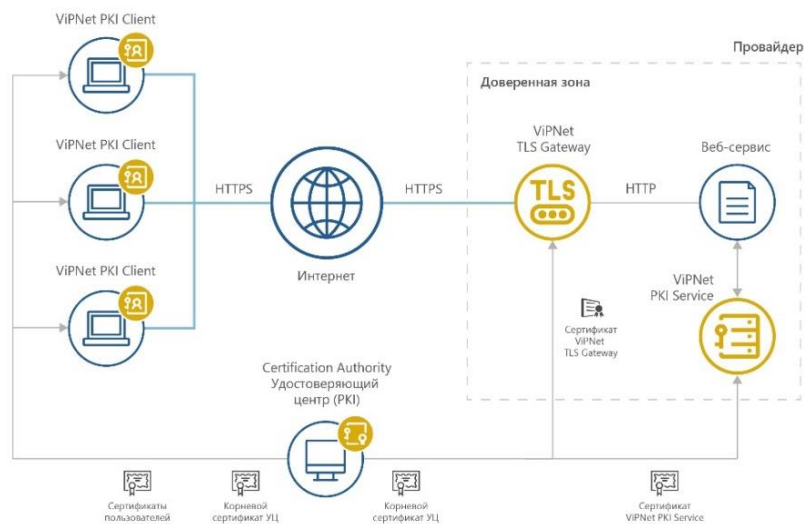 ViPNet PKI Client
ViPNet PKI Client
ViPNet PKI Client
HTTPS
Интернет
HTTPS
Провайдер
Доверенная зона
ViPNet
TLS Gateway
TLS
HTTP
Веб-сервис
ViPNet
PKI Service
Сертификат
ViPNet
TLS Gateway
Certification Authority
Удостоверяющий
центр (PKI)
Сертификаты
пользователей
Корневой
сертификат УЦ
Корневой
сертификат УЦ
Сертификат
ViPNet PKI Service